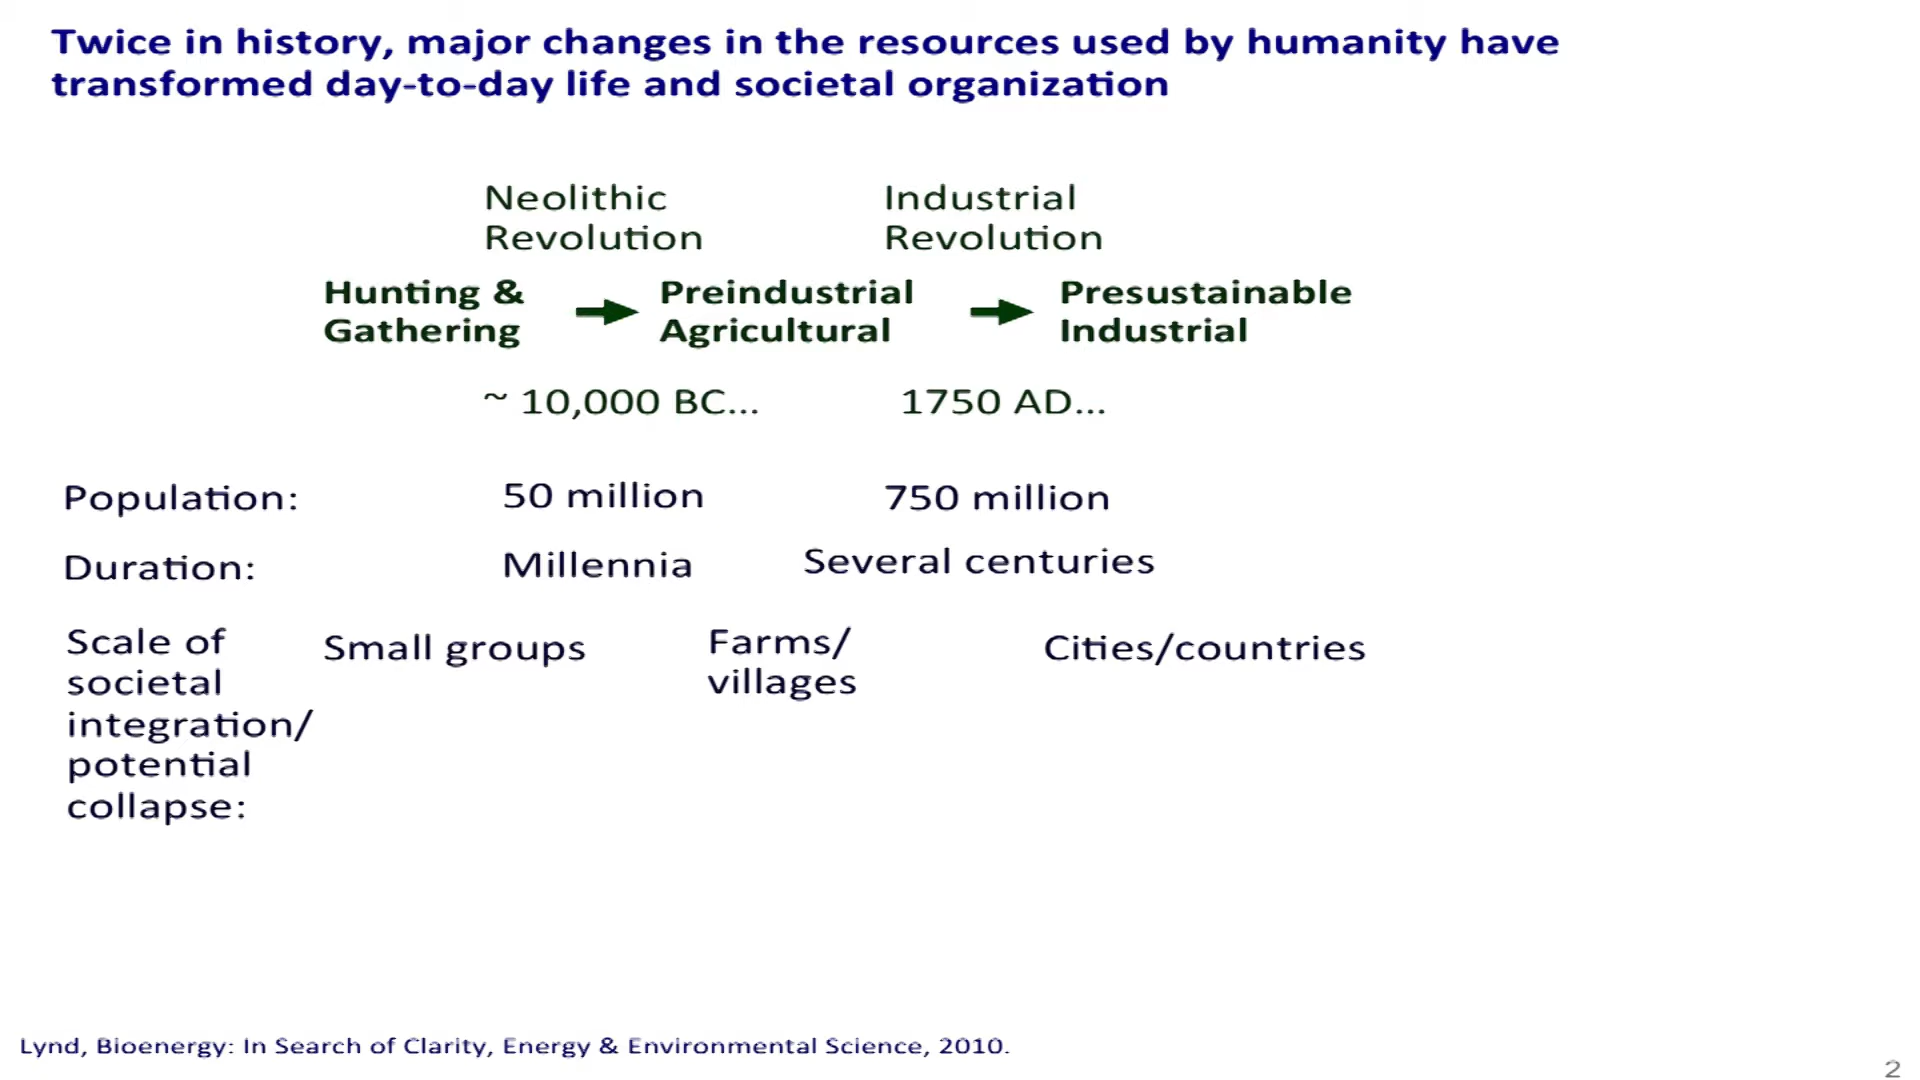 Twice in history, major changes in the resources used by humanity have
transformed day-to-day life and societal organization
Neolithic
Revolution
Industrial
Revolution
Hunting &
Gathering
Preindustrial
Agricultural
Presustainable
Industrial
~ 10,000 BC...
1750 AD...
Population:
50 million
750 million
Duration:
Millennia
Several centuries
Scale of
societal
integration/
potential
collapse:
Small groups
Farms/
villages
Cities/countries
Lynd, Bioenergy: In Search of Clarity, Energy & Environmental Science, 2010.
2